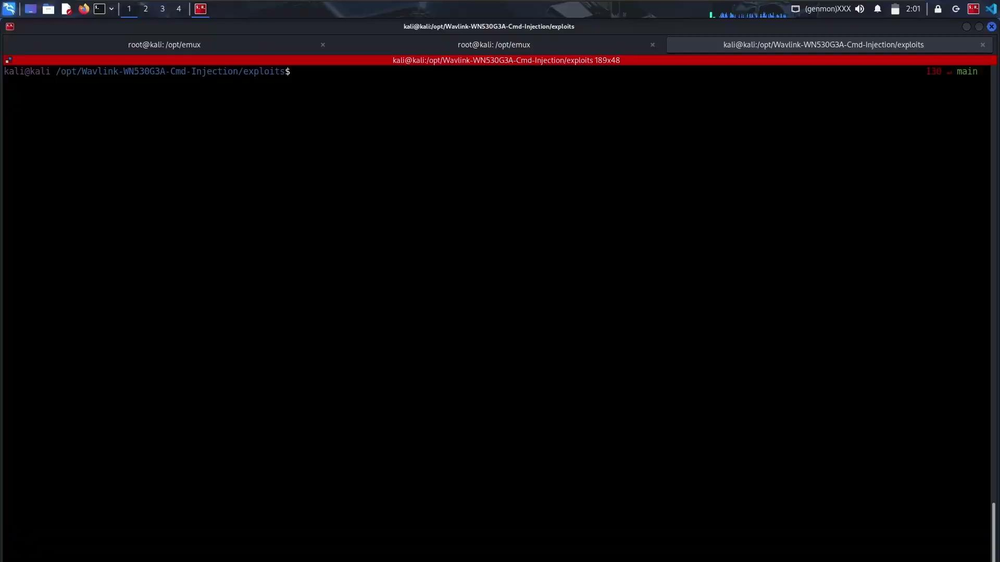 1 2 3 4 (genmon)XXX 2:01
kali@kali:/opt/Wavlink-WN530G3A-Cmd-Injection/exploits
root@kali: /opt/emux × root@kali: /opt/emux × kali@kali:/opt/Wavlink-WN530G3A-Cmd-Injection/exploits ×
kali@kali:/opt/Wavlink-WN530G3A-Cmd-Injection/exploits 189x48
kali@kali /opt/Wavlink-WN530G3A-Cmd-Injection/exploits$ 130 ↵ main